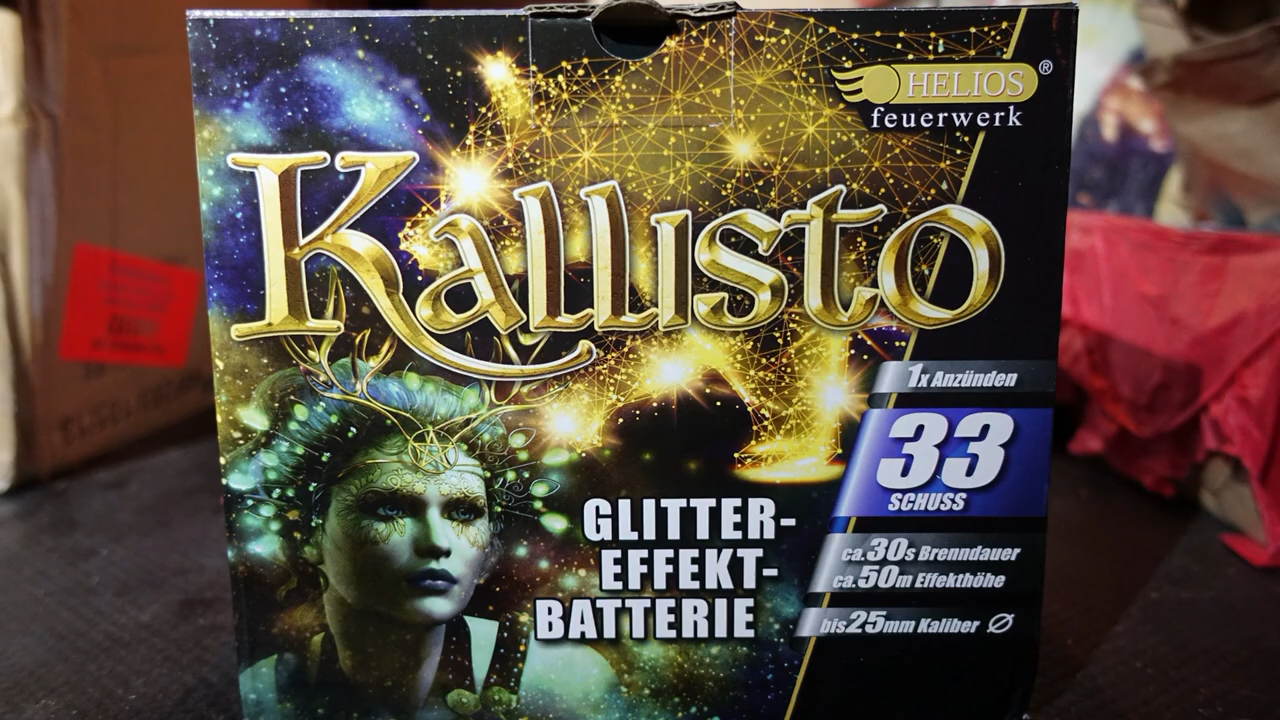 HELIOS®
feuerwerk
Kallisto
1x Anzünden
33
SCHUSS
GLITTER-
EFFEKT-
BATTERIE
ca.30s Brenndauer
ca.50m Effekthöhe
bis25mm Kaliber Ø